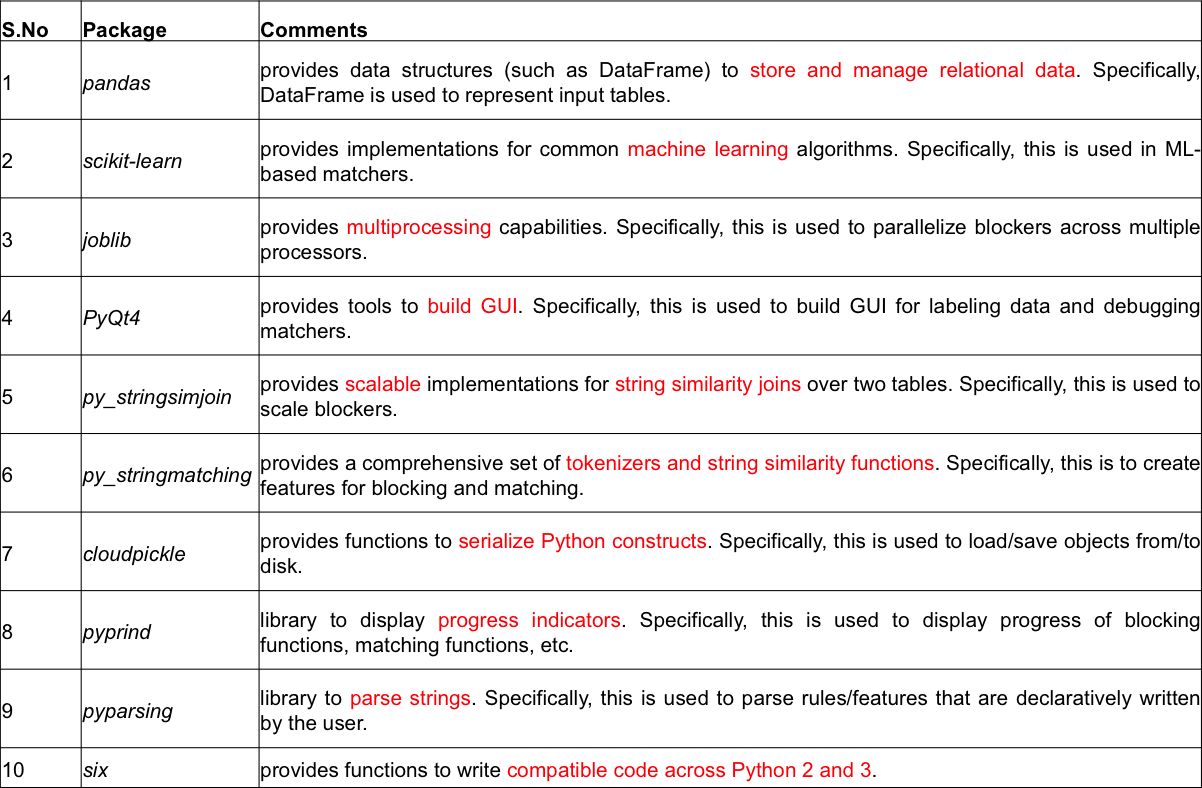 S.No Package Comments
1 pandas provides data structures (such as DataFrame) to store and manage relational data. Specifically,
DataFrame is used to represent input tables.
2 scikit-learn provides implementations for common machine learning algorithms. Specifically, this is used in ML-
based matchers.
3 joblib provides multiprocessing capabilities. Specifically, this is used to parallelize blockers across multiple
processors.
4 PyQt4 provides tools to build GUI. Specifically, this is used to build GUI for labeling data and debugging
matchers.
5 py_stringsimjoin provides scalable implementations for string similarity joins over two tables. Specifically, this is used to
scale blockers.
6 py_stringmatching provides a comprehensive set of tokenizers and string similarity functions. Specifically, this is to create
features for blocking and matching.
7 cloudpickle provides functions to serialize Python constructs. Specifically, this is used to load/save objects from/to
disk.
8 pyprind library to display progress indicators. Specifically, this is used to display progress of blocking
functions, matching functions, etc.
9 pyparsing library to parse strings. Specifically, this is used to parse rules/features that are declaratively written
by the user.
10 six provides functions to write compatible code across Python 2 and 3.